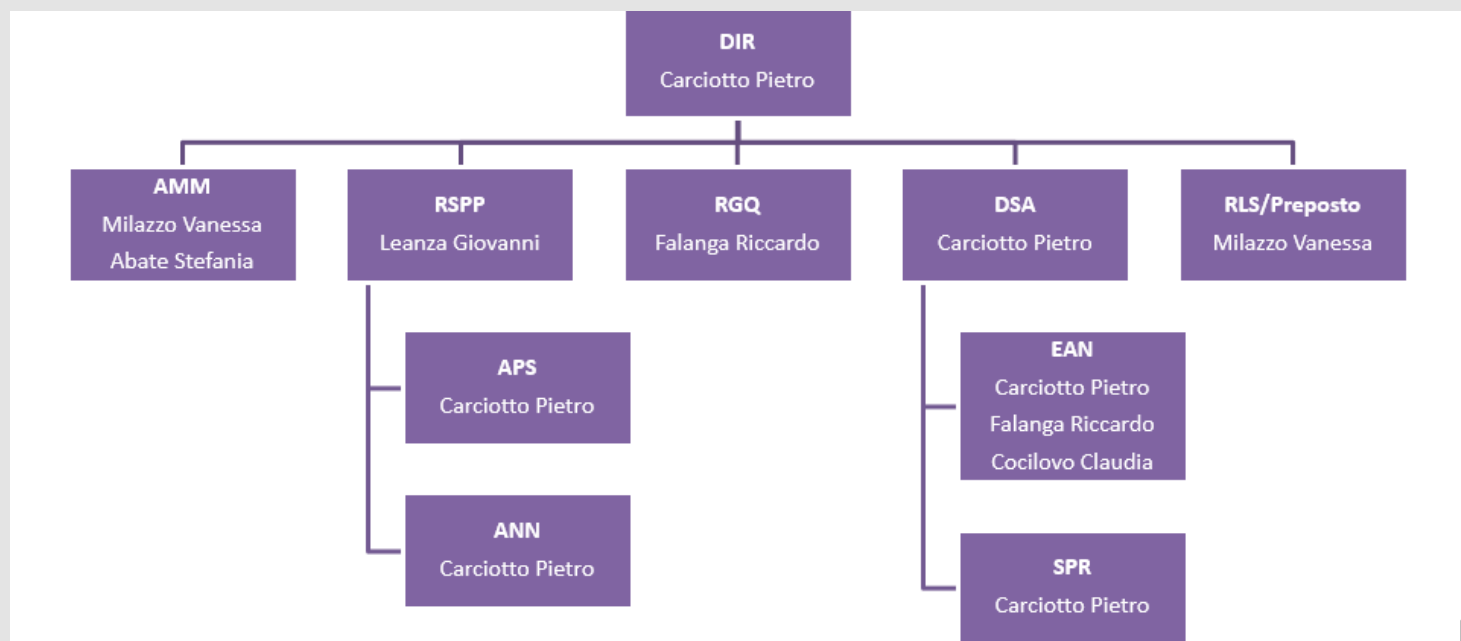 DIR
Carciotto Pietro
AMM
Milazzo Vanessa
Abate Stefania
RSPP
Leanza Giovanni
RGQ
Falanga Riccardo
DSA
Carciotto Pietro
RLS/Preposto
Milazzo Vanessa
APS
Carciotto Pietro
ANN
Carciotto Pietro
EAN
Carciotto Pietro
Falanga Riccardo
Cocilovo Claudia
SPR
Carciotto Pietro